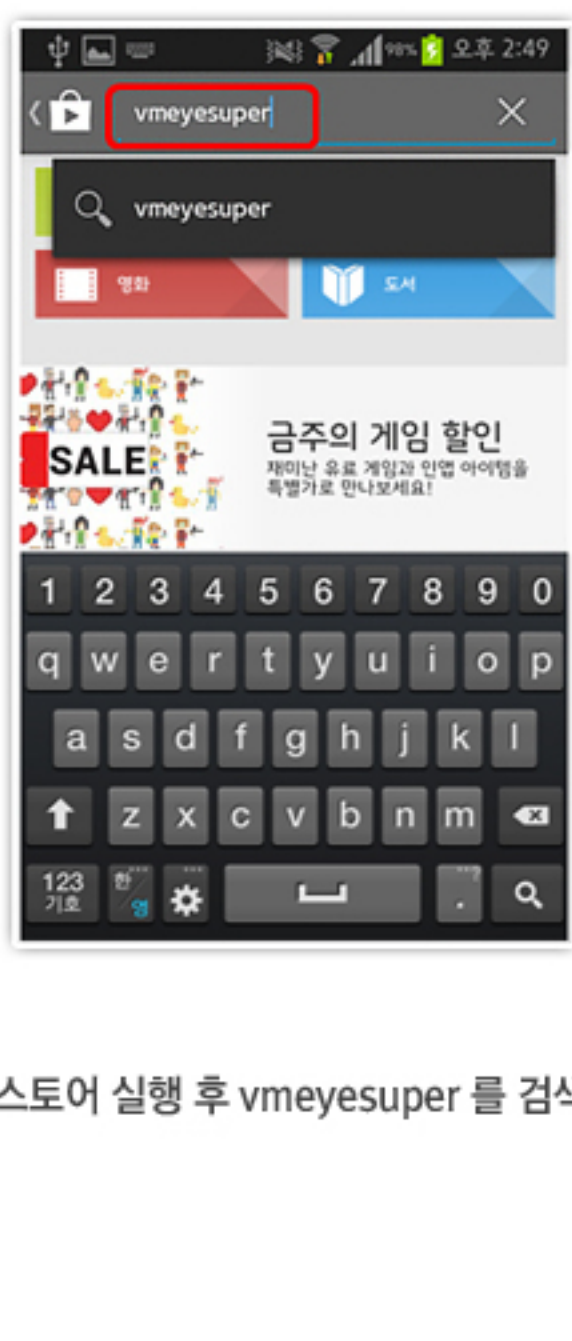 98% 오후 2:49
vmeyesuper
vmeyesuper
영화 도서
SALE
금주의 게임 할인
재미난 유료 게임과 인앱 아이템을
특별가로 만나보세요!
1 2 3 4 5 6 7 8 9 0
q w e r t y u i o p
a s d f g h j k l
z x c v b n m
123 한/영 . ...?
기호
스토어 실행 후 vmeyesuper 를 검색